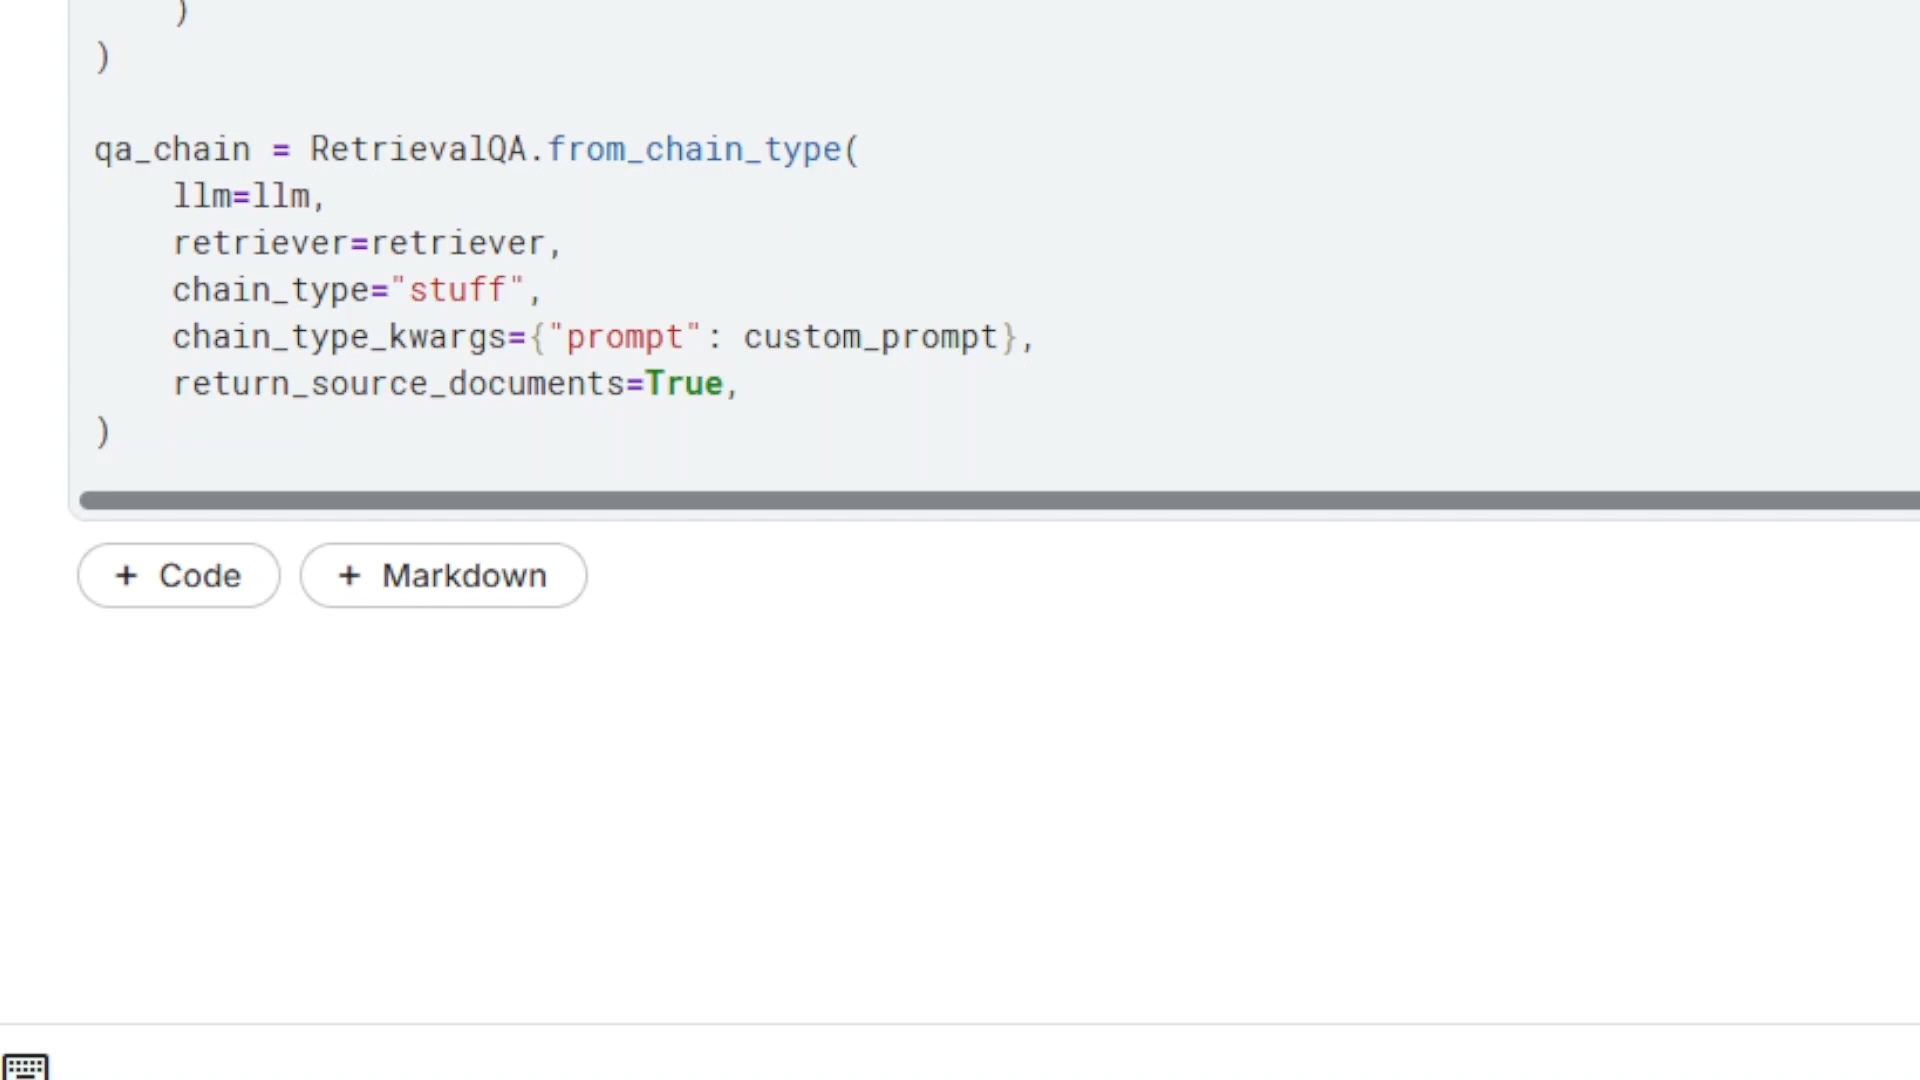 )
)
qa_chain = RetrievalQA.from_chain_type(
    llm=llm,
    retriever=retriever,
    chain_type="stuff",
    chain_type_kwargs={"prompt": custom_prompt},
    return_source_documents=True,
)
+ Code
+ Markdown